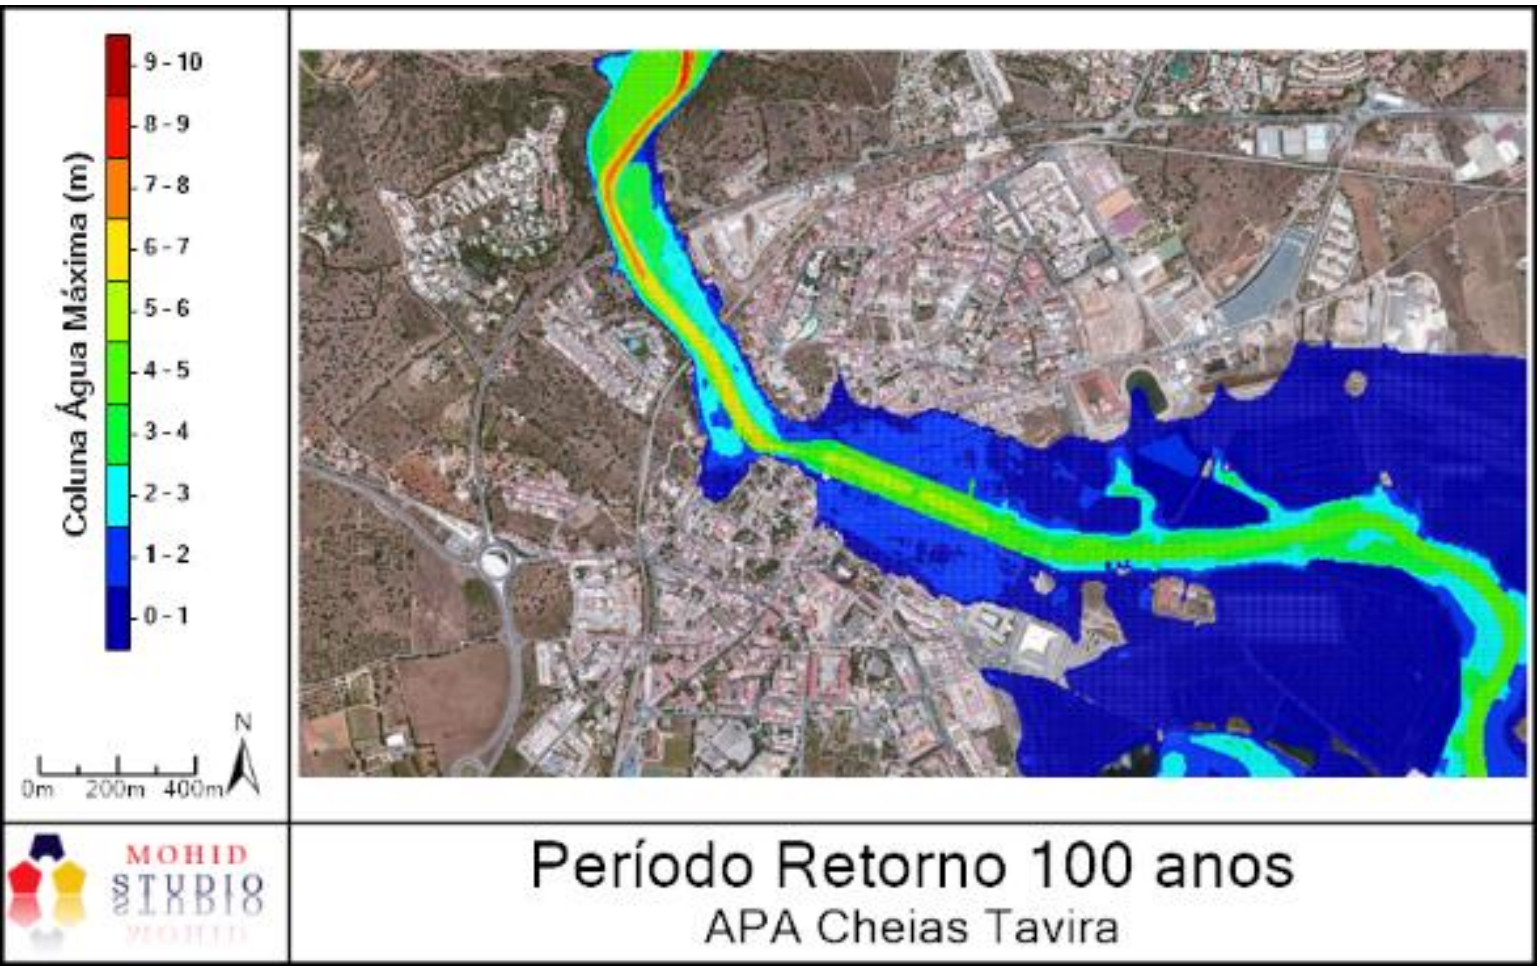 Coluna Água Máxima (m)
9 - 10
8 - 9
7 - 8
6 - 7
5 - 6
4 - 5
3 - 4
2 - 3
1 - 2
0 - 1
N
0m 200m 400m
MOHID
STUDIO
Período Retorno 100 anos
APA Cheias Tavira